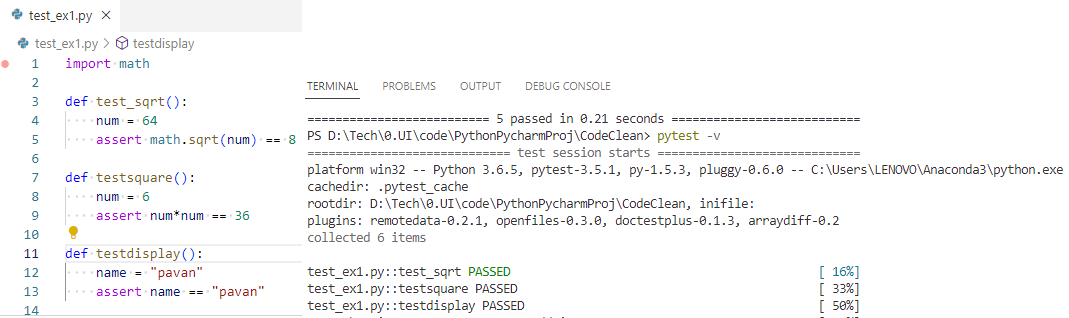 test_ex1.py
test_ex1.py > testdisplay
1 import math
2
3 def test_sqrt():
4 num = 64
5 assert math.sqrt(num) == 8
6
7 def testsquare():
8 num = 6
9 assert num*num == 36
10
11 def testdisplay():
12 name = "pavan"
13 assert name == "pavan"
14
TERMINAL PROBLEMS OUTPUT DEBUG CONSOLE
========================== 5 passed in 0.21 seconds ===========================
PS D:\Tech\0.UI\code\PythonPycharmProj\CodeClean> pytest -v
============================= test session starts =============================
platform win32 -- Python 3.6.5, pytest-3.5.1, py-1.5.3, pluggy-0.6.0 -- C:\Users\LENOVO\Anaconda3\python.exe
cachedir: .pytest_cache
rootdir: D:\Tech\0.UI\code\PythonPycharmProj\CodeClean, inifile:
plugins: remotedata-0.2.1, openfiles-0.3.0, doctestplus-0.1.3, arraydiff-0.2
collected 6 items
test_ex1.py::test_sqrt PASSED [ 16%]
test_ex1.py::testsquare PASSED [ 33%]
test_ex1.py::testdisplay PASSED [ 50%]